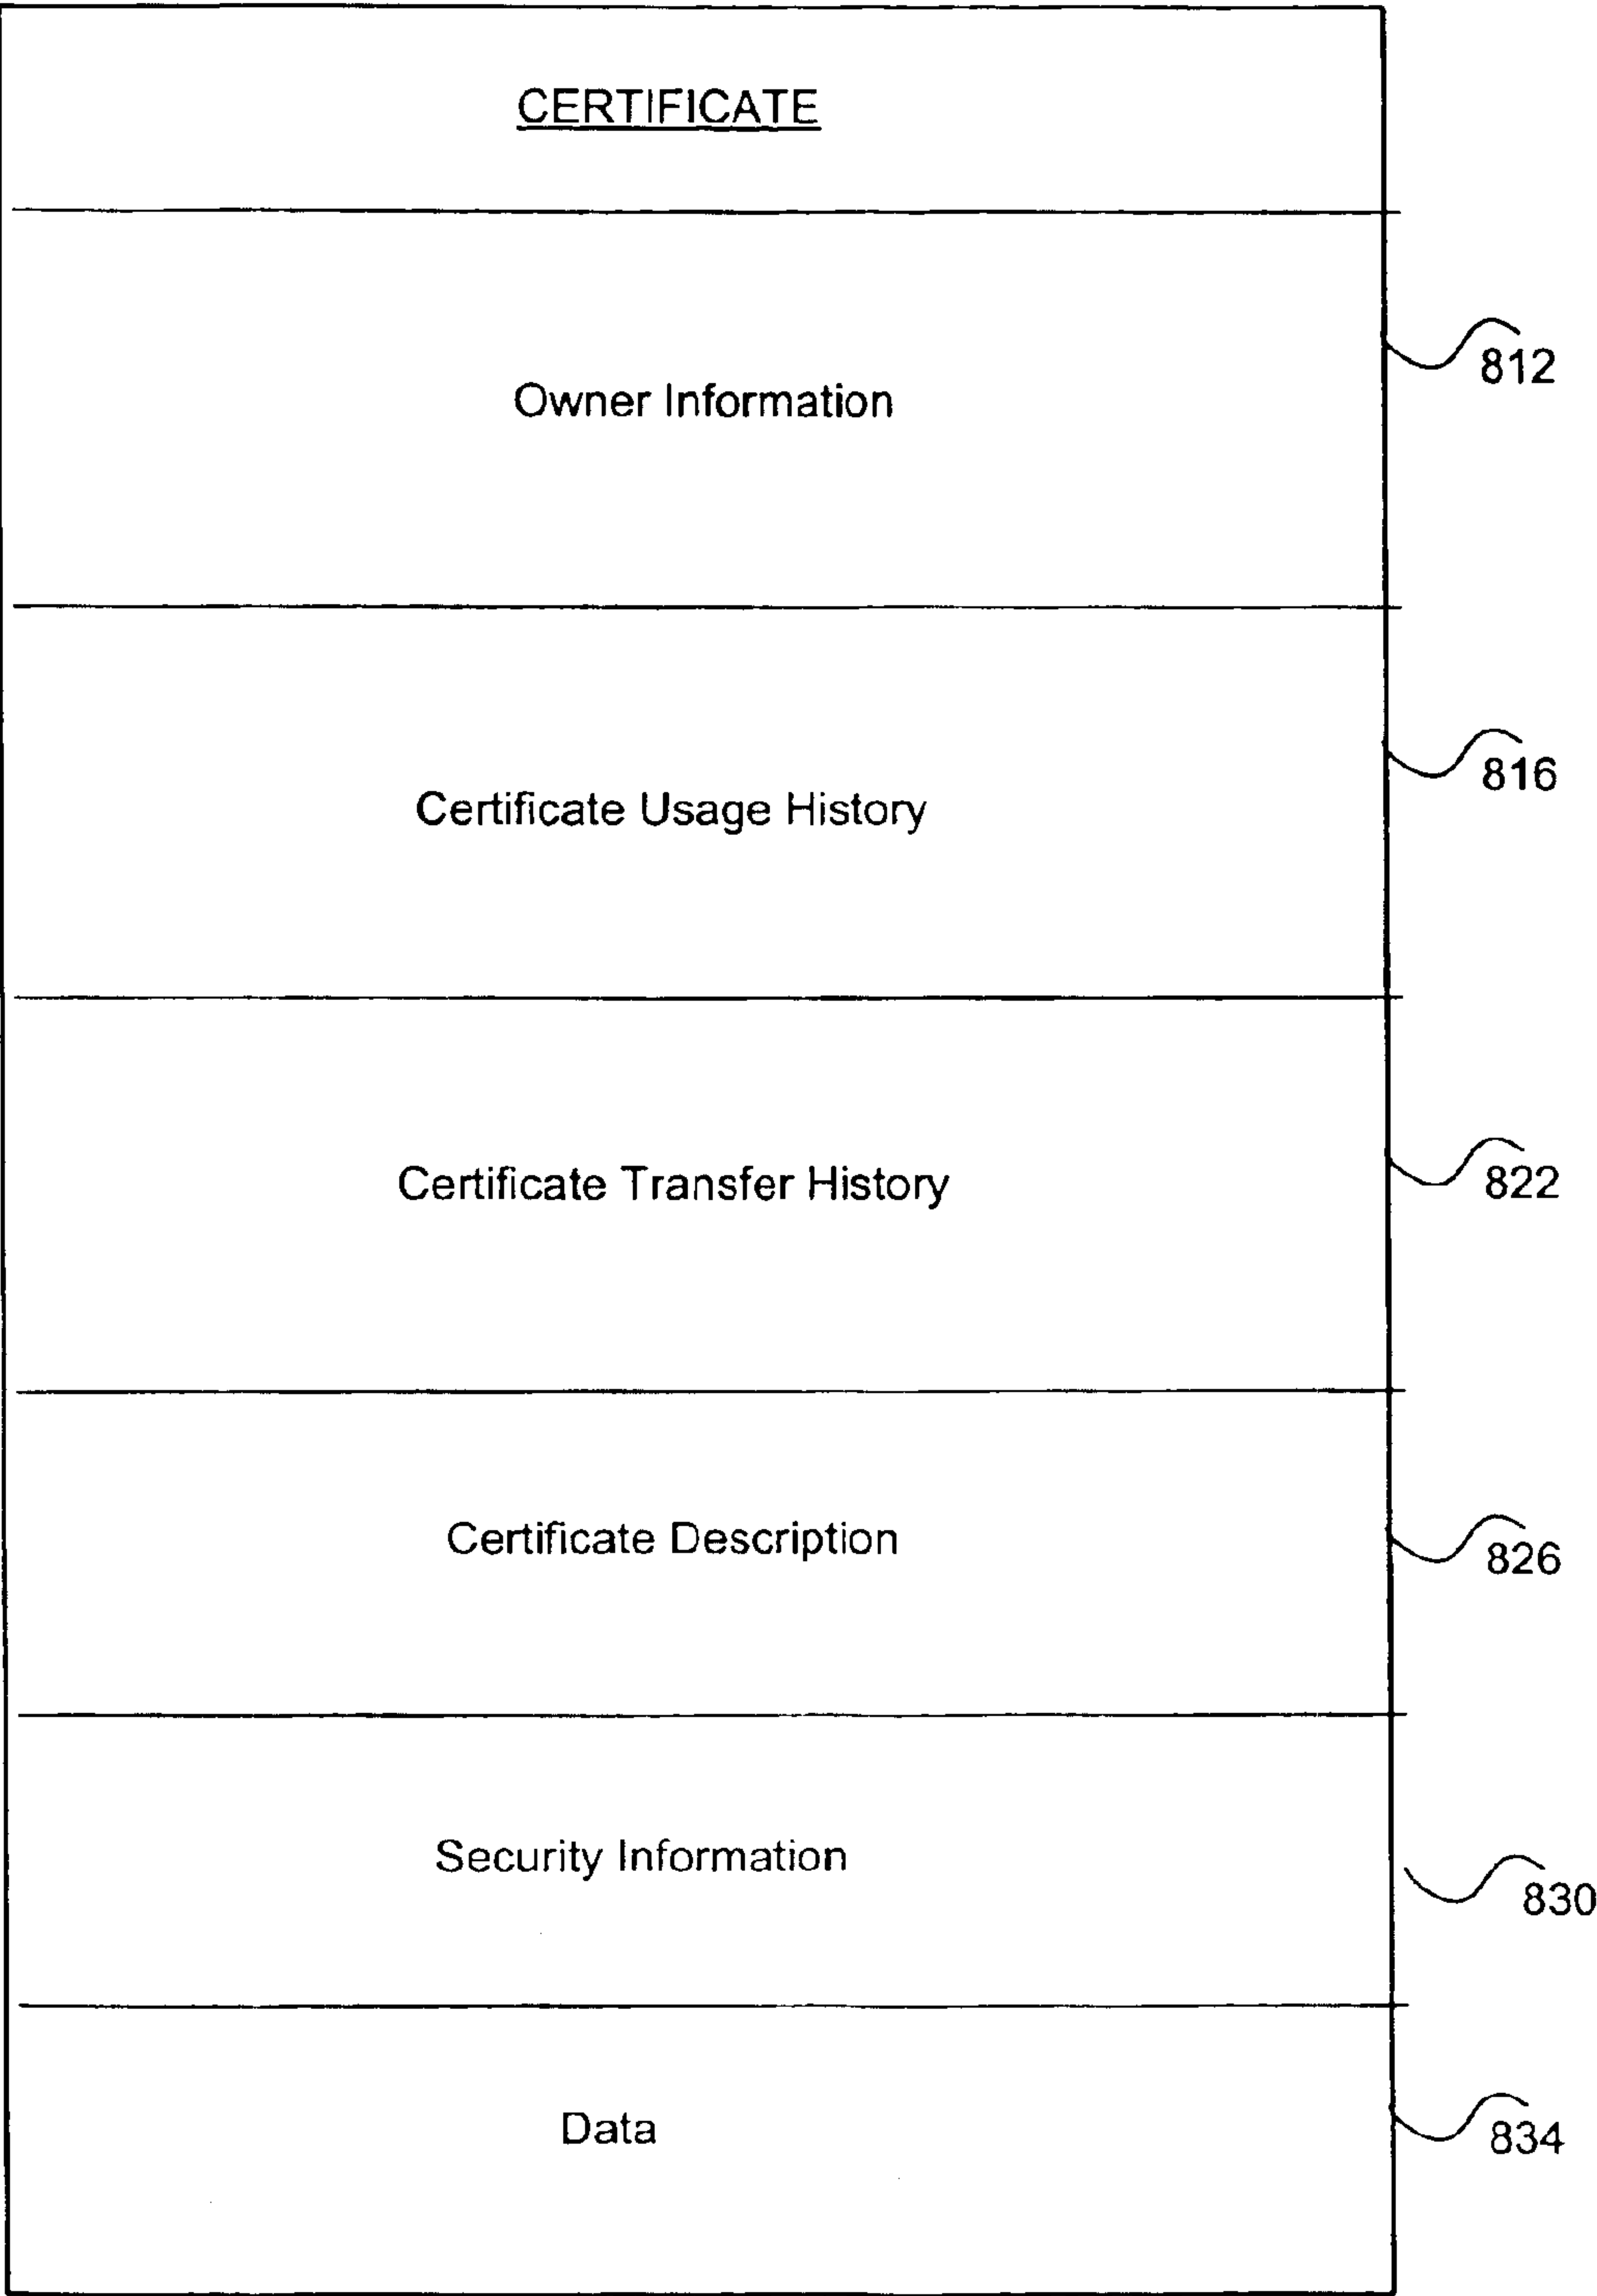 CERTIFICATE
Owner Information
812
Certificate Usage History
816
Certificate Transfer History
822
Certificate Description
826
Security Information
830
Data
834